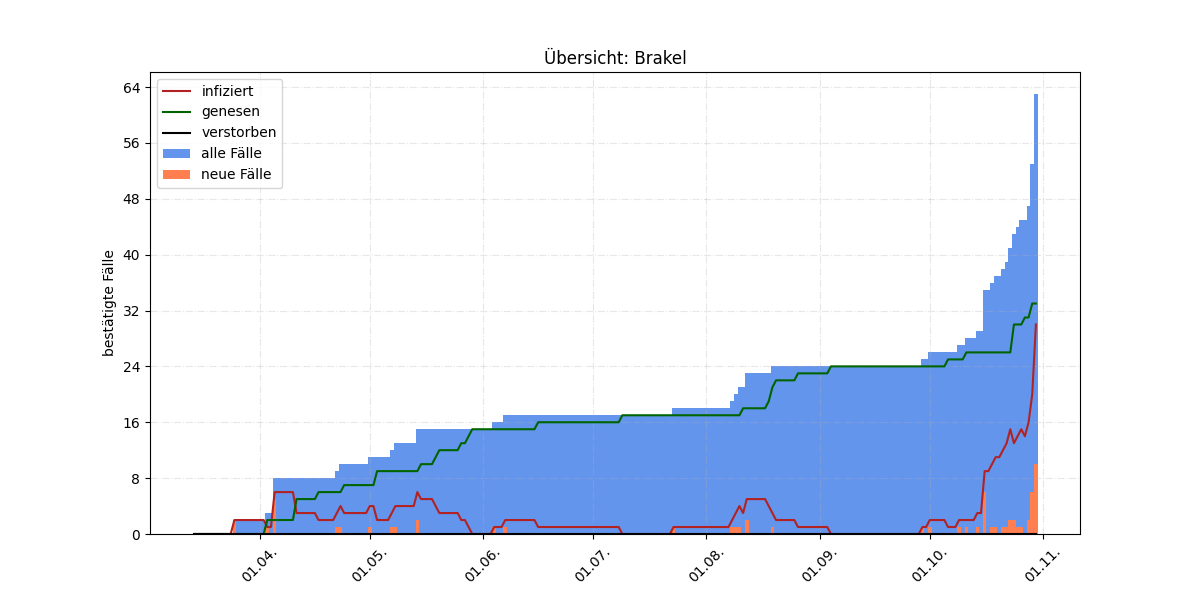 Übersicht: Brakel
infiziert
genesen
verstorben
alle Fälle
neue Fälle
bestätigte Fälle
64
56
48
40
32
24
16
8
0
01.04.
01.05.
01.06.
01.07.
01.08.
01.09.
01.10.
01.11.